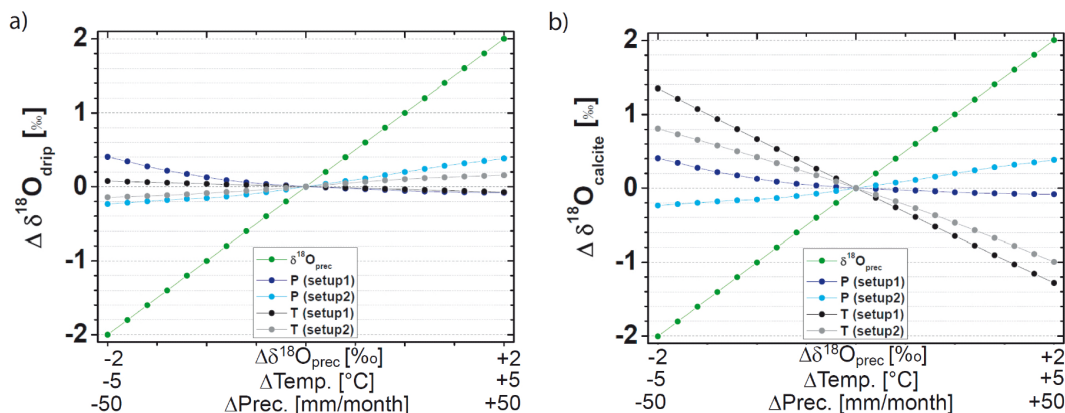 a)
2
1
0
-1
-2
Δ δ¹⁸O_drip [‰]
δ¹⁸O_prec
P (setup1)
P (setup2)
T (setup1)
T (setup2)
-2 Δδ¹⁸O_prec [‰] +2
-5 ΔTemp. [°C] +5
-50 ΔPrec. [mm/month] +50
b)
2
1
0
-1
-2
Δ δ¹⁸O_calcite [‰]
δ¹⁸O_prec
P (setup1)
P (setup2)
T (setup1)
T (setup2)
-2 Δδ¹⁸O_prec [‰] +2
-5 ΔTemp. [°C] +5
-50 ΔPrec. [mm/month] +50